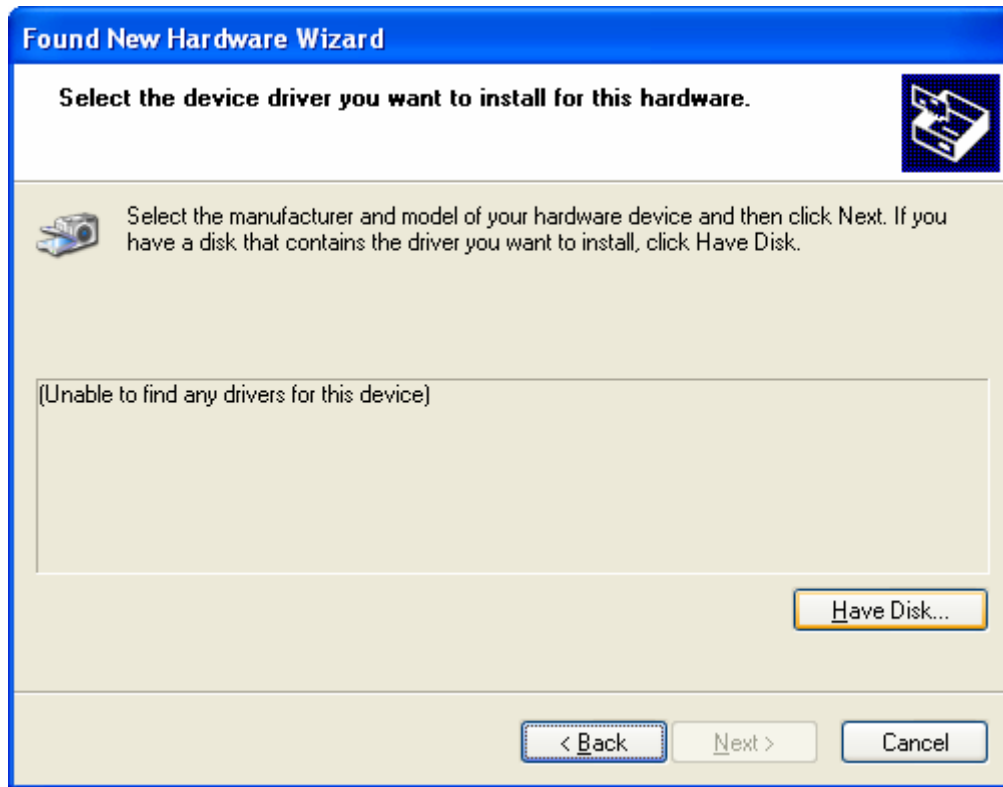 Found New Hardware Wizard
Select the device driver you want to install for this hardware.
Select the manufacturer and model of your hardware device and then click Next. If you
have a disk that contains the driver you want to install, click Have Disk.
(Unable to find any drivers for this device)
Have Disk...
< Back
Next >
Cancel